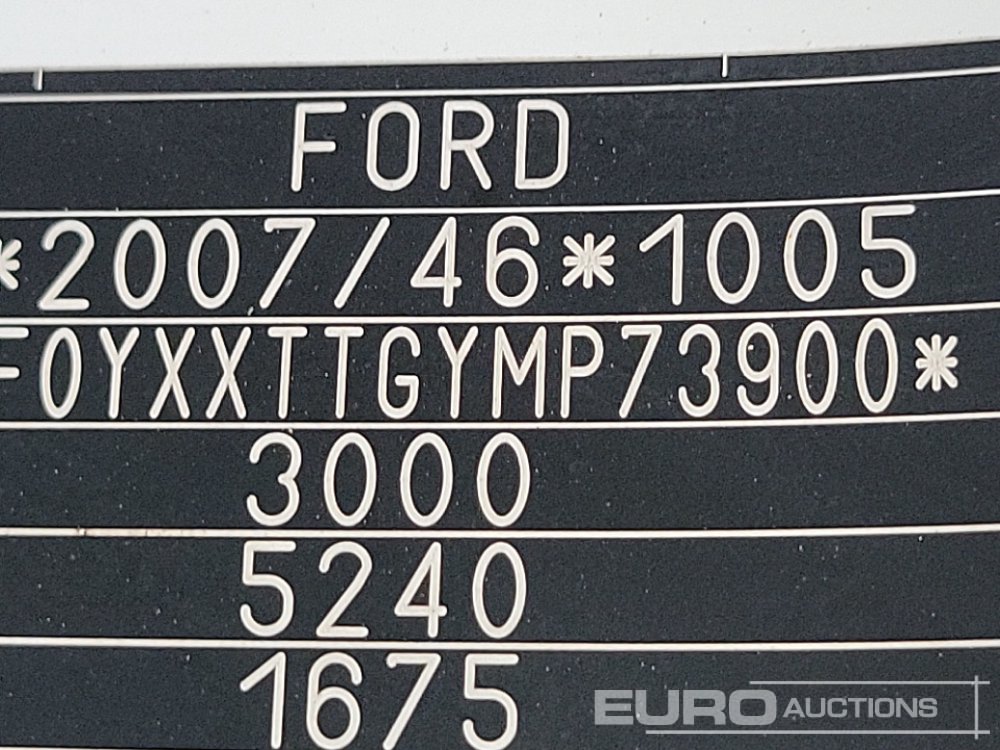 FORD
*2007/46*1005
F0YXXTTGYMP73900*
3000
5240
1675
EURO AUCTIONS